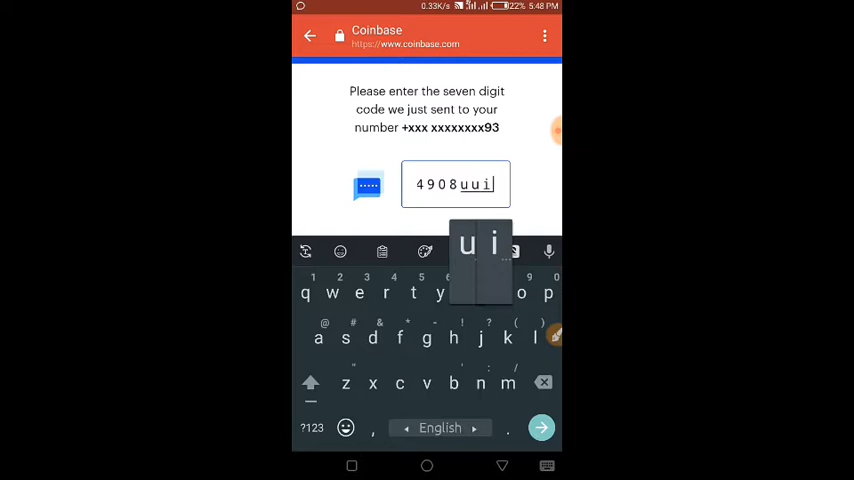 0.33K/s 22% 5:48 PM
Coinbase
https://www.coinbase.com
Please enter the seven digit
code we just sent to your
number +xxx xxxxxxxx93
4908uui
u i
1 2 3 4 5 9 0
q w e r t y o p
@ # & * - ! ? ( )
a s d f g h j k l
" ' : ; /
z x c v b n m
?123 , English .